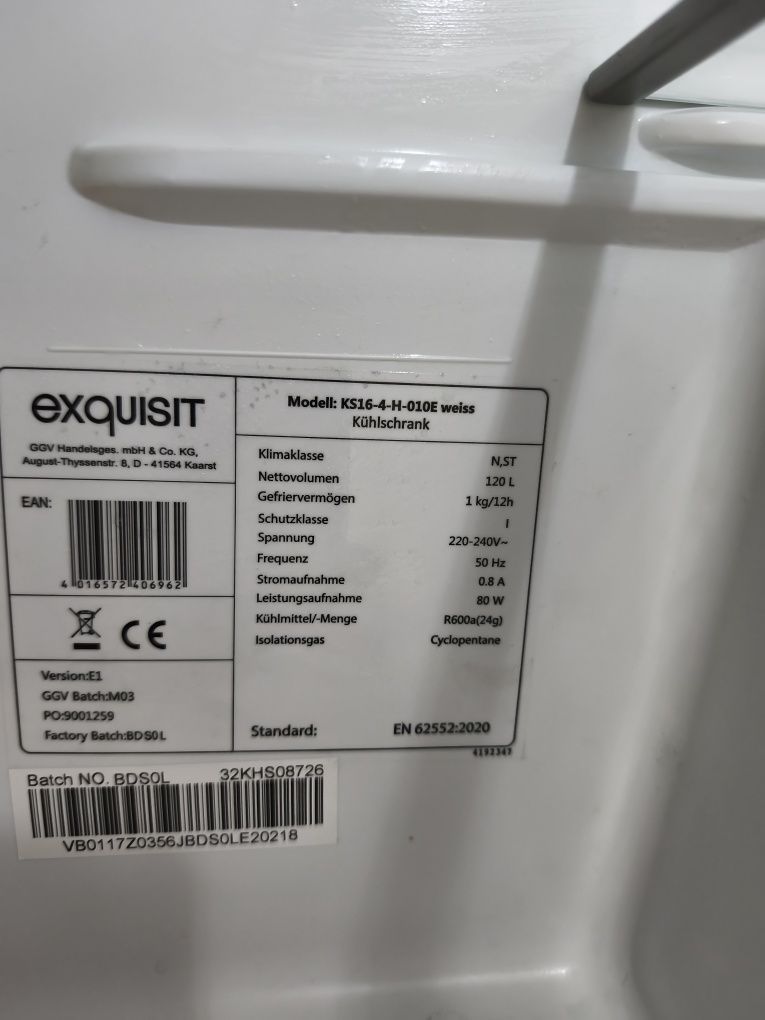 exquisit
GGV Handelsges. mbH & Co. KG,
August-Thyssenstr. 8, D - 41564 Kaarst
EAN:
4 016572 406962
CE
Version:E1
GGV Batch:M03
PO:9001259
Factory Batch:BDS0L
Modell: KS16-4-H-010E weiss
Kühlschrank
Klimaklasse N,ST
Nettovolumen 120 L
Gefriervermögen 1 kg/12h
Schutzklasse I
Spannung 220-240V~
Frequenz 50 Hz
Stromaufnahme 0.8 A
Leistungsaufnahme 80 W
Kühlmittel/-Menge R600a(24g)
Isolationsgas Cyclopentane
Standard: EN 62552:2020
4192347
Batch NO. BDS0L 32KHS08726
VB0117Z0356JBDS0LE20218